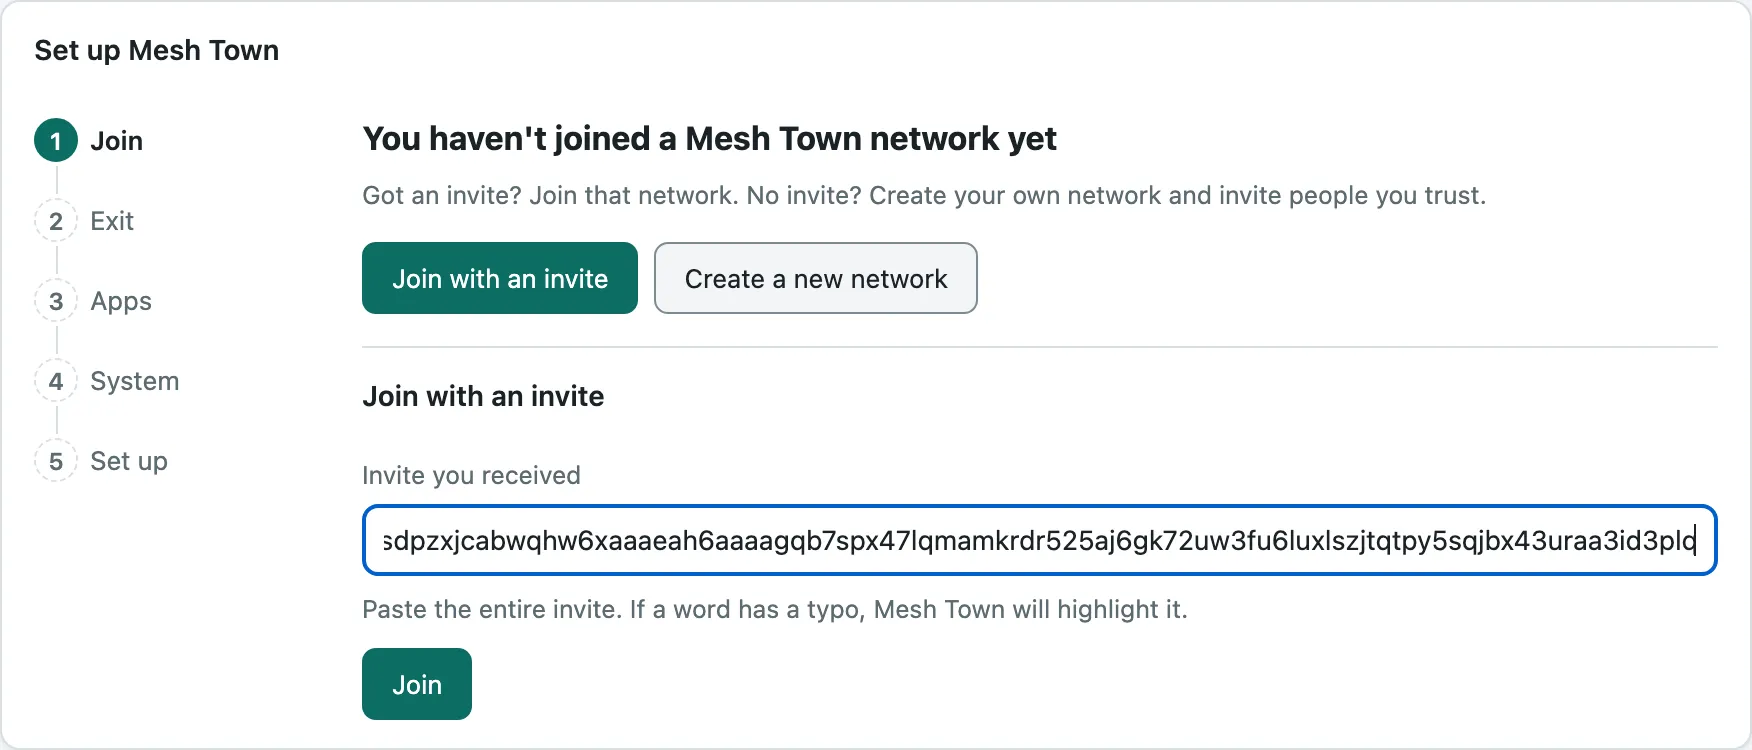 Set up Mesh Town
1 Join
2 Exit
3 Apps
4 System
5 Set up
You haven't joined a Mesh Town network yet
Got an invite? Join that network. No invite? Create your own network and invite people you trust.
Join with an invite
Create a new network
Join with an invite
Invite you received
sdpzxjcabwqhw6xaaaeah6aaaagqb7spx47lqmamkrdr525aj6gk72uw3fu6luxlszjtqtpy5sqjbx43uraa3id3pld
Paste the entire invite. If a word has a typo, Mesh Town will highlight it.
Join